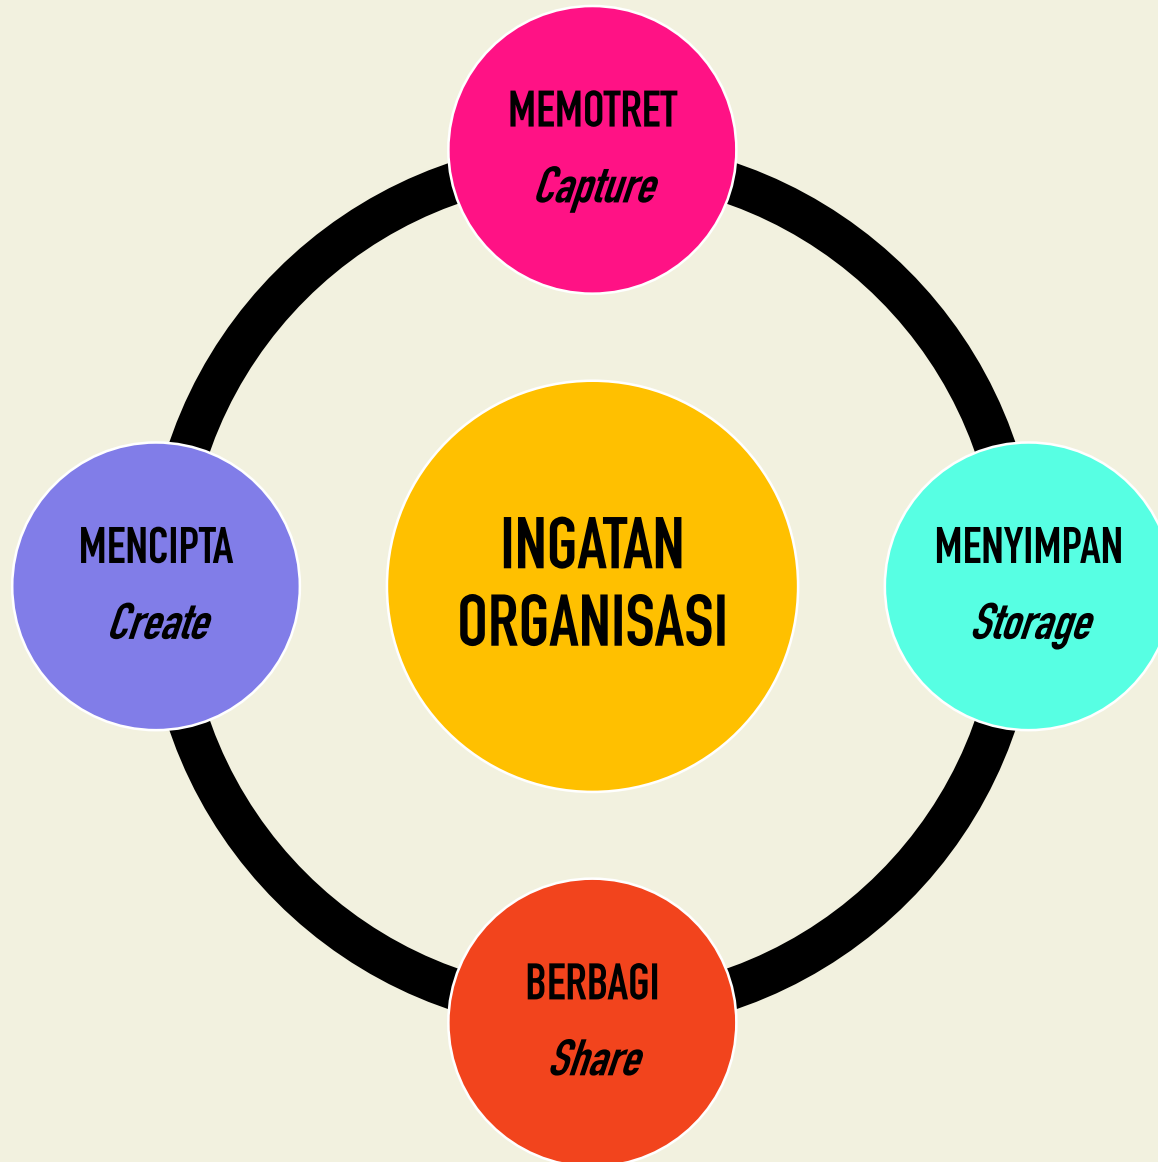 MEMOTRET
Capture
MENCIPTA
Create
INGATAN
ORGANISASI
MENYIMPAN
Storage
BERBAGI
Share